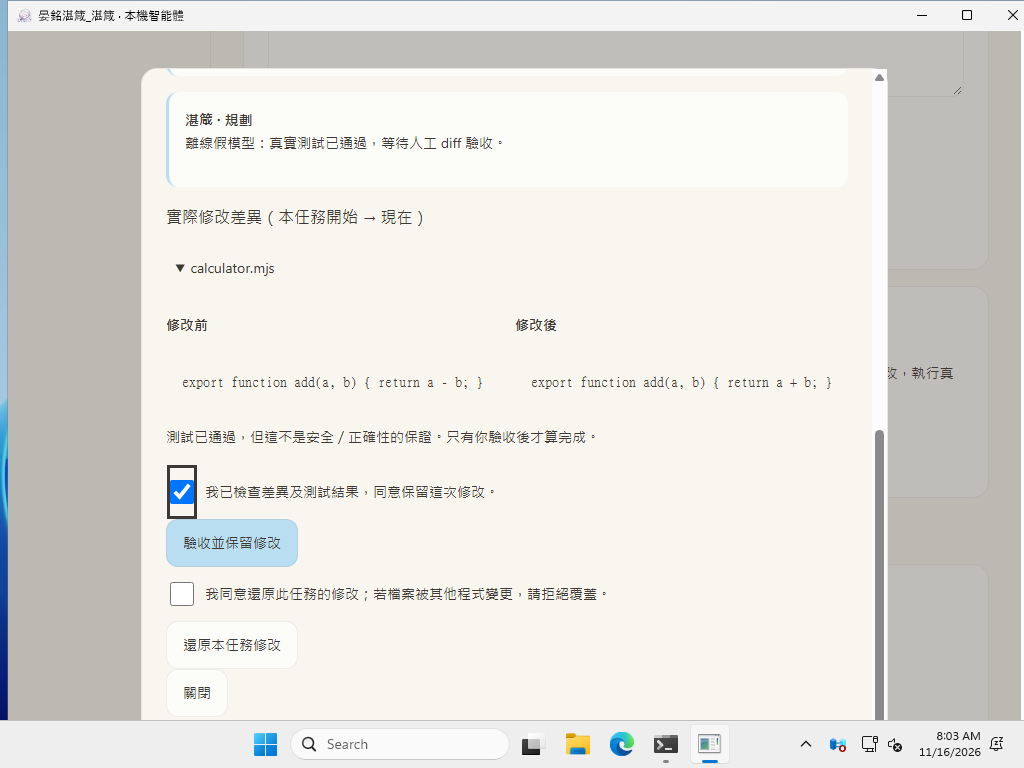 晏銘湛箴_湛箴 · 本機智能體
湛箴 · 規劃
離線假模型：真實測試已通過，等待人工 diff 驗收。
實際修改差異（本任務開始 → 現在）
▼ calculator.mjs
修改前
修改後
export function add(a, b) { return a - b; }
export function add(a, b) { return a + b; }
改，執行真
測試已通過，但這不是安全／正確性的保證。只有你驗收後才算完成。
我已檢查差異及測試結果，同意保留這次修改。
驗收並保留修改
我同意還原此任務的修改；若檔案被其他程式變更，請拒絕覆蓋。
還原本任務修改
關閉
Search
8:03 AM
11/16/2026